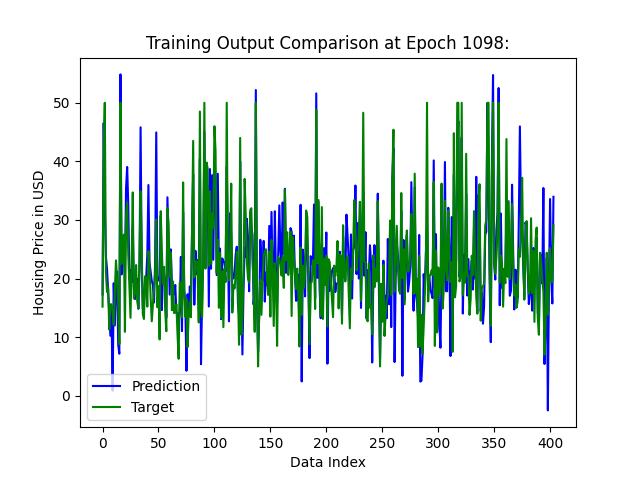 Training Output Comparison at Epoch 1098:
Housing Price in USD
50
40
30
20
10
0
Prediction
Target
0 50 100 150 200 250 300 350 400
Data Index